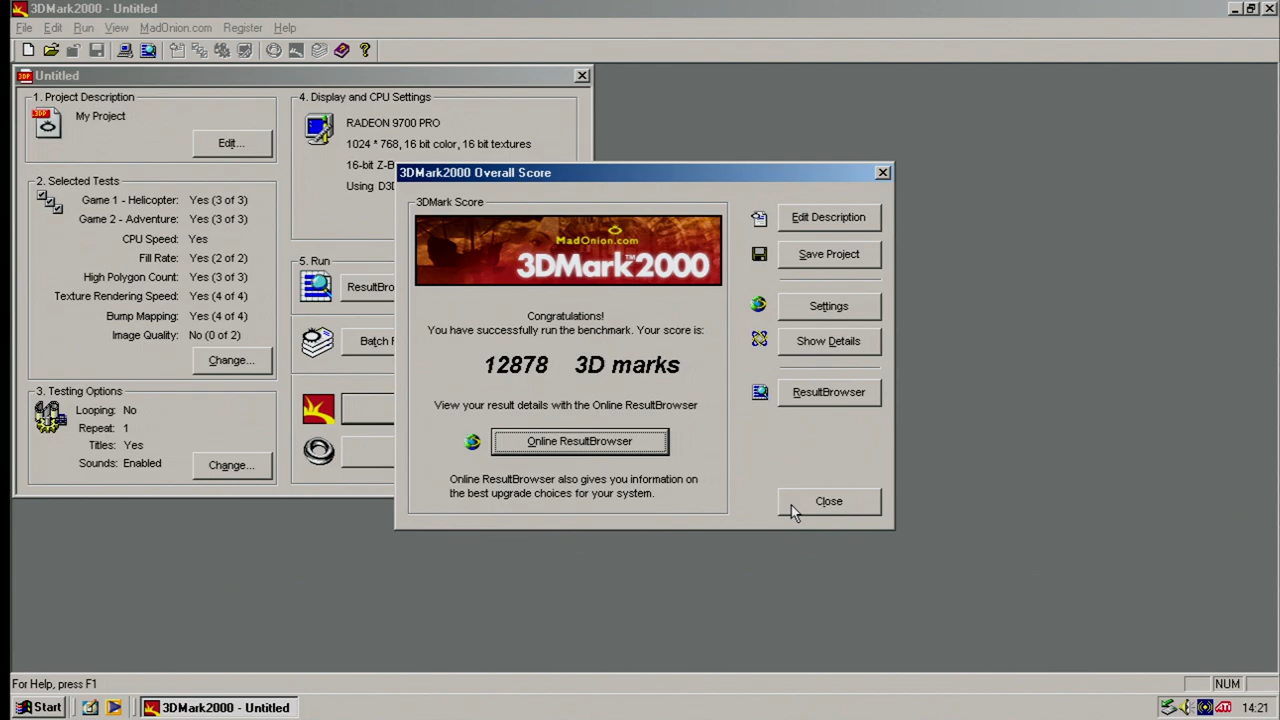 3DMark2000 - Untitled
File Edit Run View MadOnion.com Register Help
Untitled
1. Project Description
My Project
Edit...
2. Selected Tests
Game 1 - Helicopter: Yes (3 of 3)
Game 2 - Adventure: Yes (3 of 3)
CPU Speed: Yes
Fill Rate: Yes (2 of 2)
High Polygon Count: Yes (3 of 3)
Texture Rendering Speed: Yes (4 of 4)
Bump Mapping: Yes (4 of 4)
Image Quality: No (0 of 2)
Change...
3. Testing Options
Looping: No
Repeat: 1
Titles: Yes
Sounds: Enabled
Change...
4. Display and CPU Settings
RADEON 9700 PRO
1024 * 768, 16 bit color, 16 bit textures
16-bit Z-B
Using D3D
5. Run
ResultBro
Batch F
3DMark2000 Overall Score
3DMark Score
MadOnion.com
3DMark™2000
Congratulations!
You have successfully run the benchmark. Your score is:
12878 3D marks
View your result details with the Online ResultBrowser
Online ResultBrowser
Online ResultBrowser also gives you information on
the best upgrade choices for your system.
Edit Description
Save Project
Settings
Show Details
ResultBrowser
Close
For Help, press F1
NUM
Start
3DMark2000 - Untitled
ATI
14:21